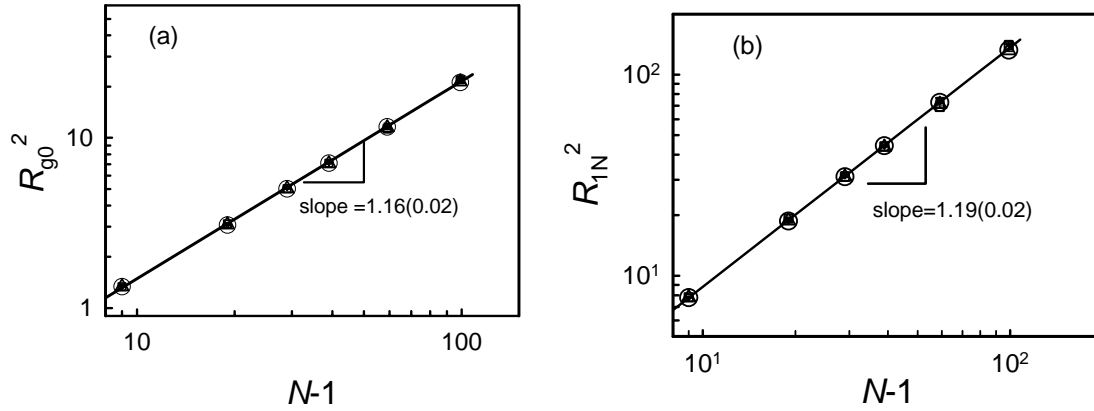 (a)
R_g0^2
10
1
slope =1.16(0.02)
10
100
N-1
(b)
R_1N^2
10^2
10^1
slope=1.19(0.02)
10^1
10^2
N-1